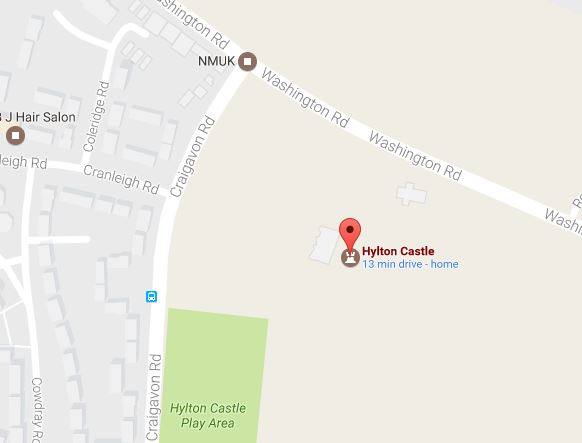 Washington Rd
NMUK
Washington Rd
Coleridge Rd
J Hair Salon
Craigavon Rd
Washington Rd
leigh Rd
Cranleigh Rd
Washin
Hylton Castle
13 min drive - home
Craigavon Rd
Cowdray Ro
Hylton Castle
Play Area